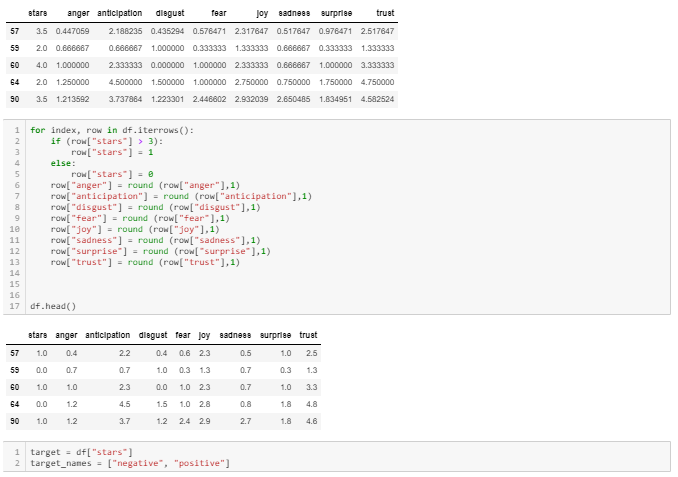 stars anger anticipation disgust fear joy sadness surprise trust
57 3.5 0.447059 2.188235 0.435294 0.576471 2.317647 0.517647 0.976471 2.517647
59 2.0 0.666667 0.666667 1.000000 0.333333 1.333333 0.666667 0.333333 1.333333
60 4.0 1.000000 2.333333 0.000000 1.000000 2.333333 0.666667 1.000000 3.333333
64 2.0 1.250000 4.500000 1.500000 1.000000 2.750000 0.750000 1.750000 4.750000
90 3.5 1.213592 3.737864 1.223301 2.446602 2.932039 2.650485 1.834951 4.582524
1 for index, row in df.iterrows():
2 if (row["stars"] > 3):
3 row["stars"] = 1
4 else:
5 row["stars"] = 0
6 row["anger"] = round (row["anger"],1)
7 row["anticipation"] = round (row["anticipation"],1)
8 row["disgust"] = round (row["disgust"],1)
9 row["fear"] = round (row["fear"],1)
10 row["joy"] = round (row["joy"],1)
11 row["sadness"] = round (row["sadness"],1)
12 row["surprise"] = round (row["surprise"],1)
13 row["trust"] = round (row["trust"],1)
14
15
16
17 df.head()
stars anger anticipation disgust fear joy sadness surprise trust
57 1.0 0.4 2.2 0.4 0.6 2.3 0.5 1.0 2.5
59 0.0 0.7 0.7 1.0 0.3 1.3 0.7 0.3 1.3
60 1.0 1.0 2.3 0.0 1.0 2.3 0.7 1.0 3.3
64 0.0 1.2 4.5 1.5 1.0 2.8 0.8 1.8 4.8
90 1.0 1.2 3.7 1.2 2.4 2.9 2.7 1.8 4.6
1 target = df["stars"]
2 target_names = ["negative", "positive"]